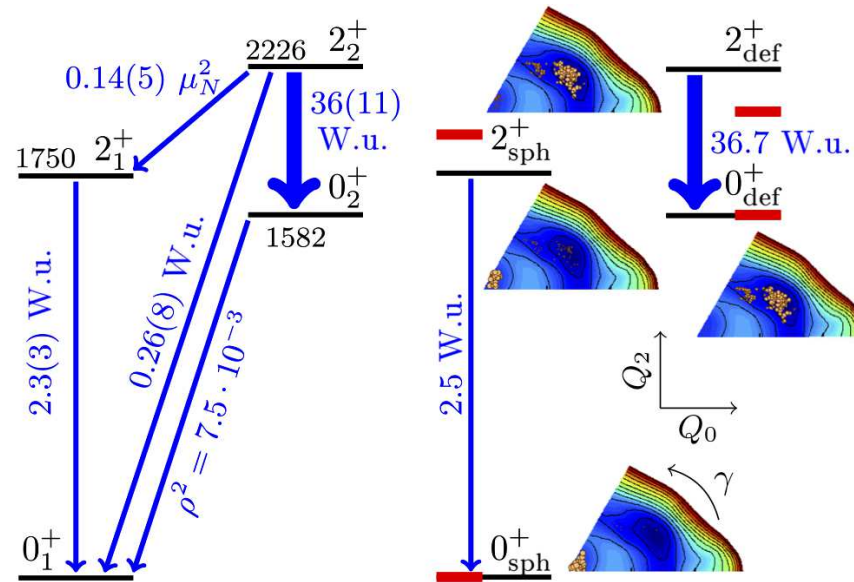 2226 2₂⁺
0.14(5) μ_N²
36(11)
W.u.
1750 2₁⁺
0₂⁺
1582
2.3(3) W.u.
0.26(8) W.u.
ρ² = 7.5 · 10⁻³
0₁⁺
2⁺_def
2⁺_sph
36.7 W.u.
0⁺_def
2.5 W.u.
Q₂
Q₀
γ
0⁺_sph